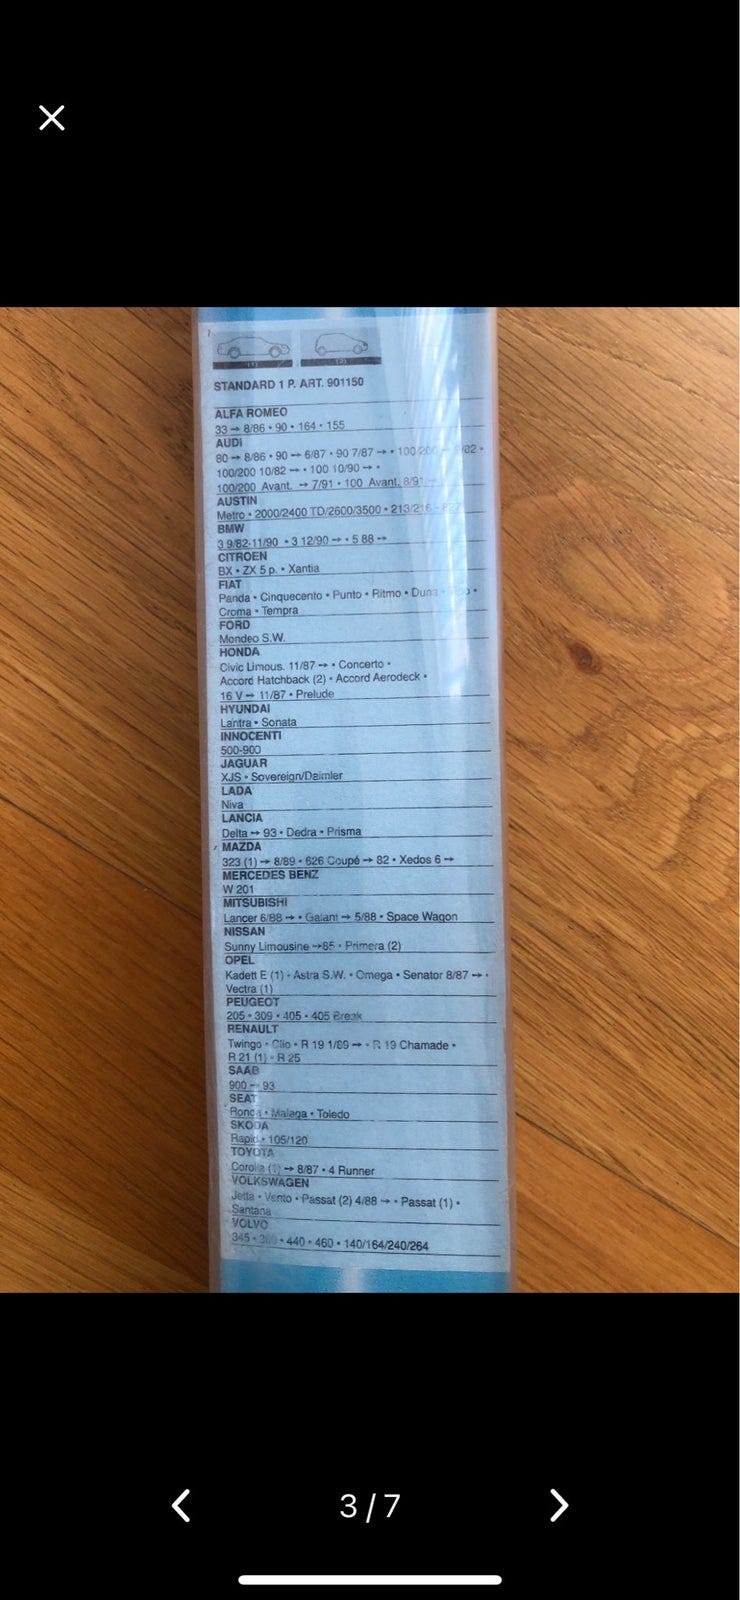 (1) (2)
STANDARD 1 P. ART. 901150
ALFA ROMEO
33 → 8/86 • 90 • 164 • 155
AUDI
80 → 8/86 • 90 → 6/87 • 90 7/87 → • 100/200 → 9/82 •
100/200 10/82 → • 100 10/90 → •
100/200 Avant. → 7/91 • 100 Avant. 8/91 →
AUSTIN
Metro • 2000/2400 TD/2600/3500 • 213/216 •
BMW
3 9/82-11/90 • 3 12/90 → • 5 88 →
CITROEN
BX • ZX 5 p. • Xantia
FIAT
Panda • Cinquecento • Punto • Ritmo • Duna • •
Croma • Tempra
FORD
Mondeo S.W.
HONDA
Civic Limous. 11/87 → • Concerto •
Accord Hatchback (2) • Accord Aerodeck •
16 V → 11/87 • Prelude
HYUNDAI
Lantra • Sonata
INNOCENTI
500-900
JAGUAR
XJS • Sovereign/Daimler
LADA
Niva
LANCIA
Delta → 93 • Dedra • Prisma
MAZDA
323 (1) → 8/89 • 626 Coupé → 82 • Xedos 6 →
MERCEDES BENZ
W 201
MITSUBISHI
Lancer 6/88 → • Galant → 5/88 • Space Wagon
NISSAN
Sunny Limousine →85 • Primera (2)
OPEL
Kadett E (1) • Astra S.W. • Omega • Senator 8/87 → •
Vectra (1)
PEUGEOT
205 • 309 • 405 • 405 Break
RENAULT
Twingo • Clio • R 19 1/89 → • R 19 Chamade •
R 21 (1) • R 25
SAAB
900 → 93
SEAT
Ronda • Malaga • Toledo
SKODA
Rapid • 105/120
TOYOTA
Corolla (1) → 8/87 • 4 Runner
VOLKSWAGEN
Jetta • Vento • Passat (2) 4/88 → • Passat (1) •
Santana
VOLVO
345 • • 440 • 460 • 140/164/240/264
3 / 7